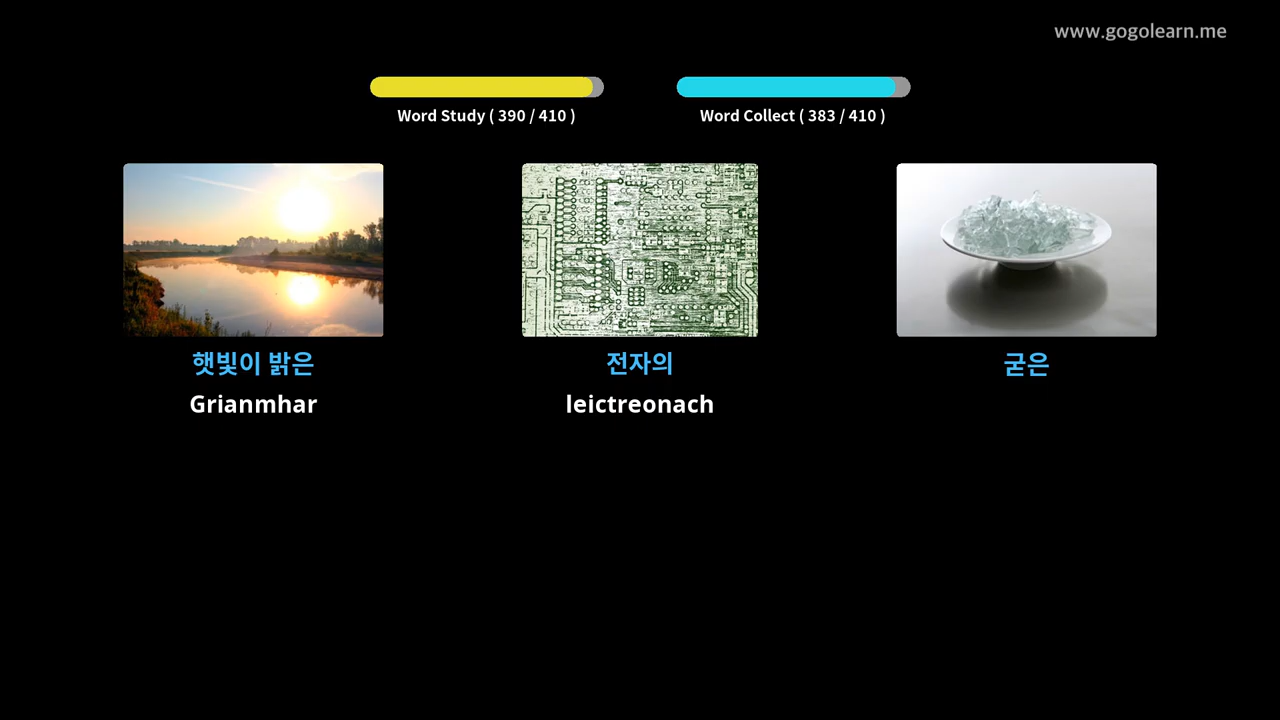 www.gogolearn.me
Word Study ( 390 / 410 )
Word Collect ( 383 / 410 )
햇빛이 밝은
전자의
굳은
Grianmhar
leictreonach